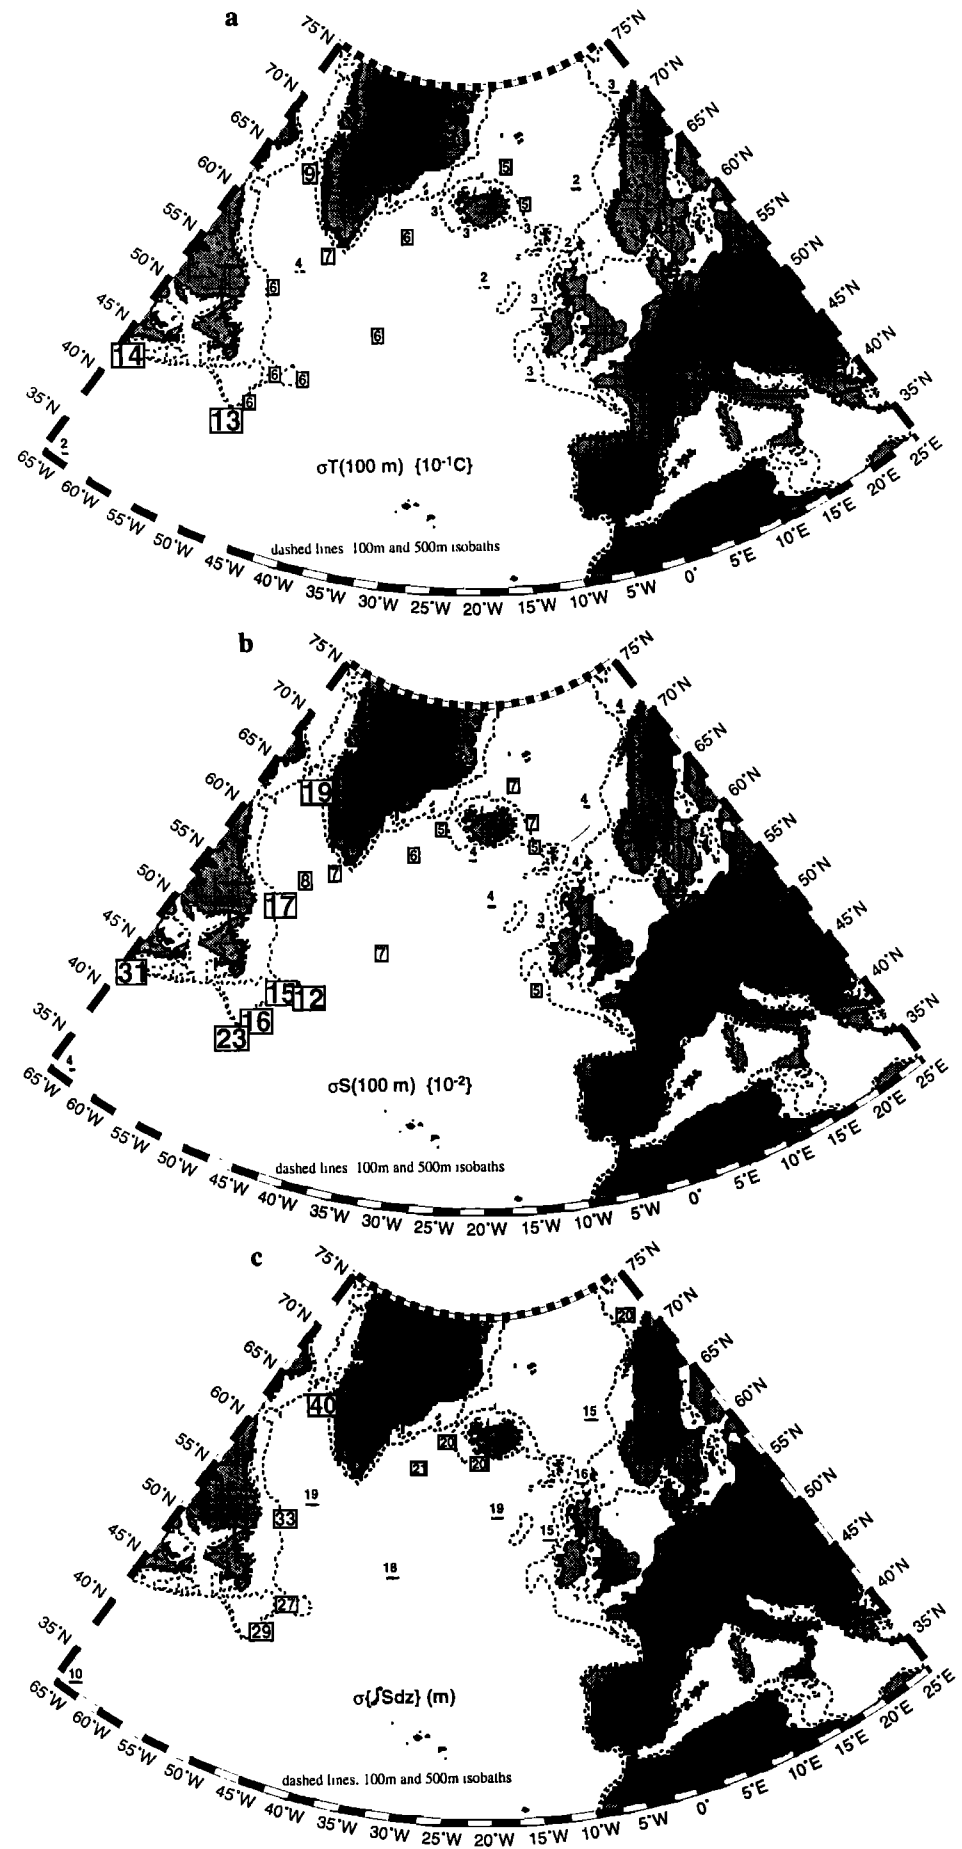 a
75°N
75°N
70°N
70°N
65°N
65°N
60°N
60°N
55°N
55°N
50°N
50°N
45°N
45°N
40°N
40°N
35°N
35°N
3
9
5
2
5
3
3
3
2
6
7
4
2
6
3
6
14
3
6
6
6
13
2
σT(100 m) {10⁻¹C}
dashed lines 100m and 500m isobaths
65°W
60°W
55°W
50°W
45°W
40°W
35°W
30°W
25°W
20°W
15°W
10°W
5°W
0°
5°E
10°E
15°E
20°E
25°E
b
75°N
75°N
70°N
70°N
65°N
65°N
60°N
60°N
55°N
55°N
50°N
50°N
45°N
45°N
40°N
40°N
35°N
35°N
4
19
7
4
7
5
5
4
6
4
7
8
4
17
3
7
31
5
15
12
16
23
4
σS(100 m) {10⁻²}
dashed lines 100m and 500m isobaths
65°W
60°W
55°W
50°W
45°W
40°W
35°W
30°W
25°W
20°W
15°W
10°W
5°W
0°
5°E
10°E
15°E
20°E
25°E
c
75°N
75°N
70°N
70°N
65°N
65°N
60°N
60°N
55°N
55°N
50°N
50°N
45°N
45°N
40°N
40°N
35°N
35°N
20
40
15
20
20
21
16
19
19
33
15
18
27
29
10
σ{∫Sdz} (m)
dashed lines. 100m and 500m isobaths
65°W
60°W
55°W
50°W
45°W
40°W
35°W
30°W
25°W
20°W
15°W
10°W
5°W
0°
5°E
10°E
15°E
20°E
25°E